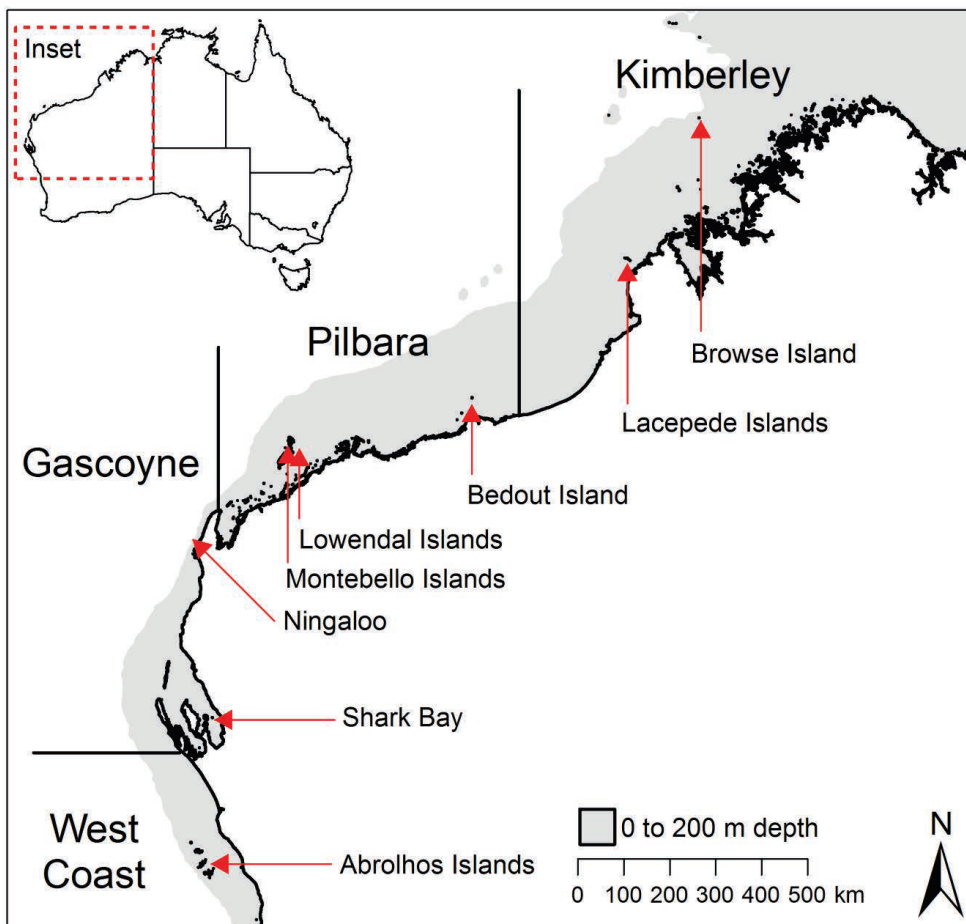 Inset
Kimberley
Pilbara
Browse Island
Lacepede Islands
Gascoyne
Bedout Island
Lowendal Islands
Montebello Islands
Ningaloo
Shark Bay
West
Coast
Abrolhos Islands
0 to 200 m depth
N
0 100 200 300 400 500 km